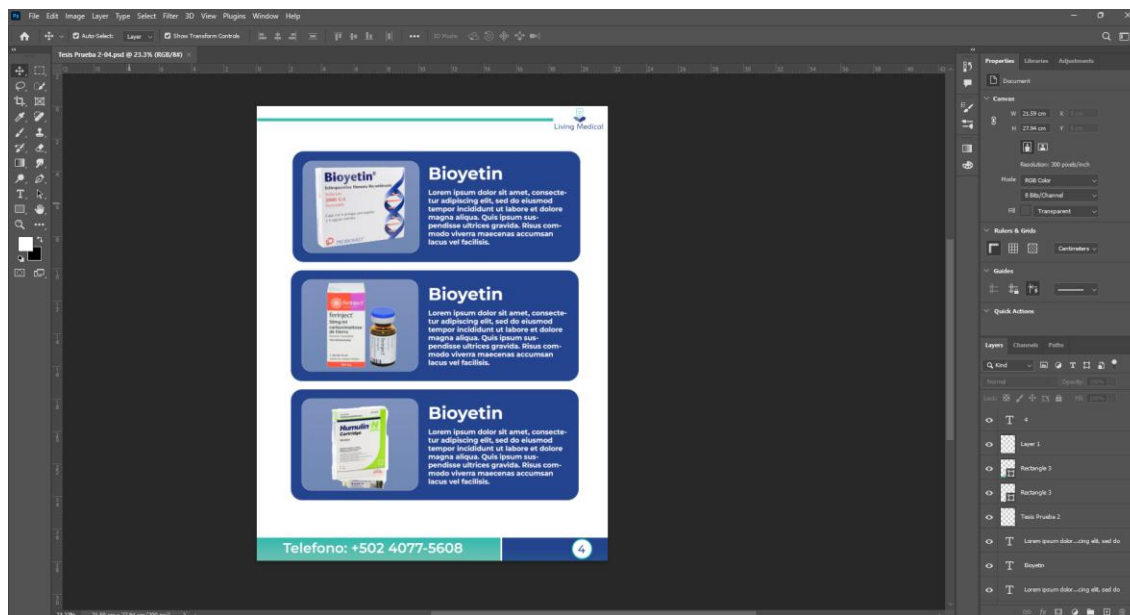 File Edit Image Layer Type Select Filter 3D View Plugins Window Help
Auto-Select: Layer Show Transform Controls 3D Mode:
Tesis Prueba 2-04.psd @ 23.3% (RGB/8#)
Living Medical
Bioyetin
Lorem ipsum dolor sit amet, consecte-
tur adipiscing elit, sed do eiusmod
tempor incididunt ut labore et dolore
magna aliqua. Quis ipsum sus-
pendisse ultrices gravida. Risus com-
modo viverra maecenas accumsan
lacus vel facilisis.
Bioyetin
Bioyetin
Lorem ipsum dolor sit amet, consecte-
tur adipiscing elit, sed do eiusmod
tempor incididunt ut labore et dolore
magna aliqua. Quis ipsum sus-
pendisse ultrices gravida. Risus com-
modo viverra maecenas accumsan
lacus vel facilisis.
ferinject
ferinject
Bioyetin
Lorem ipsum dolor sit amet, consecte-
tur adipiscing elit, sed do eiusmod
tempor incididunt ut labore et dolore
magna aliqua. Quis ipsum sus-
pendisse ultrices gravida. Risus com-
modo viverra maecenas accumsan
lacus vel facilisis.
Humulin N
Cartridge
Telefono: +502 4077-5608
4
Properties Libraries Adjustments
Document
Canvas
W 21.59 cm X
H 27.94 cm Y
Mode RGB Color
8 Bits/Channel
Fill Transparent
Rulers & Grids
Centimeters
Guides
Quick Actions
Layers Channels Paths
Kind
Normal Opacity: 100%
Lock: Fill: 100%
4
Layer 1
Rectangle 3
Rectangle 3
Tesis Prueba 2
Lorem ipsum dolor...cing elit, sed do
Bioyetin
Lorem ipsum dolor...cing elit, sed do